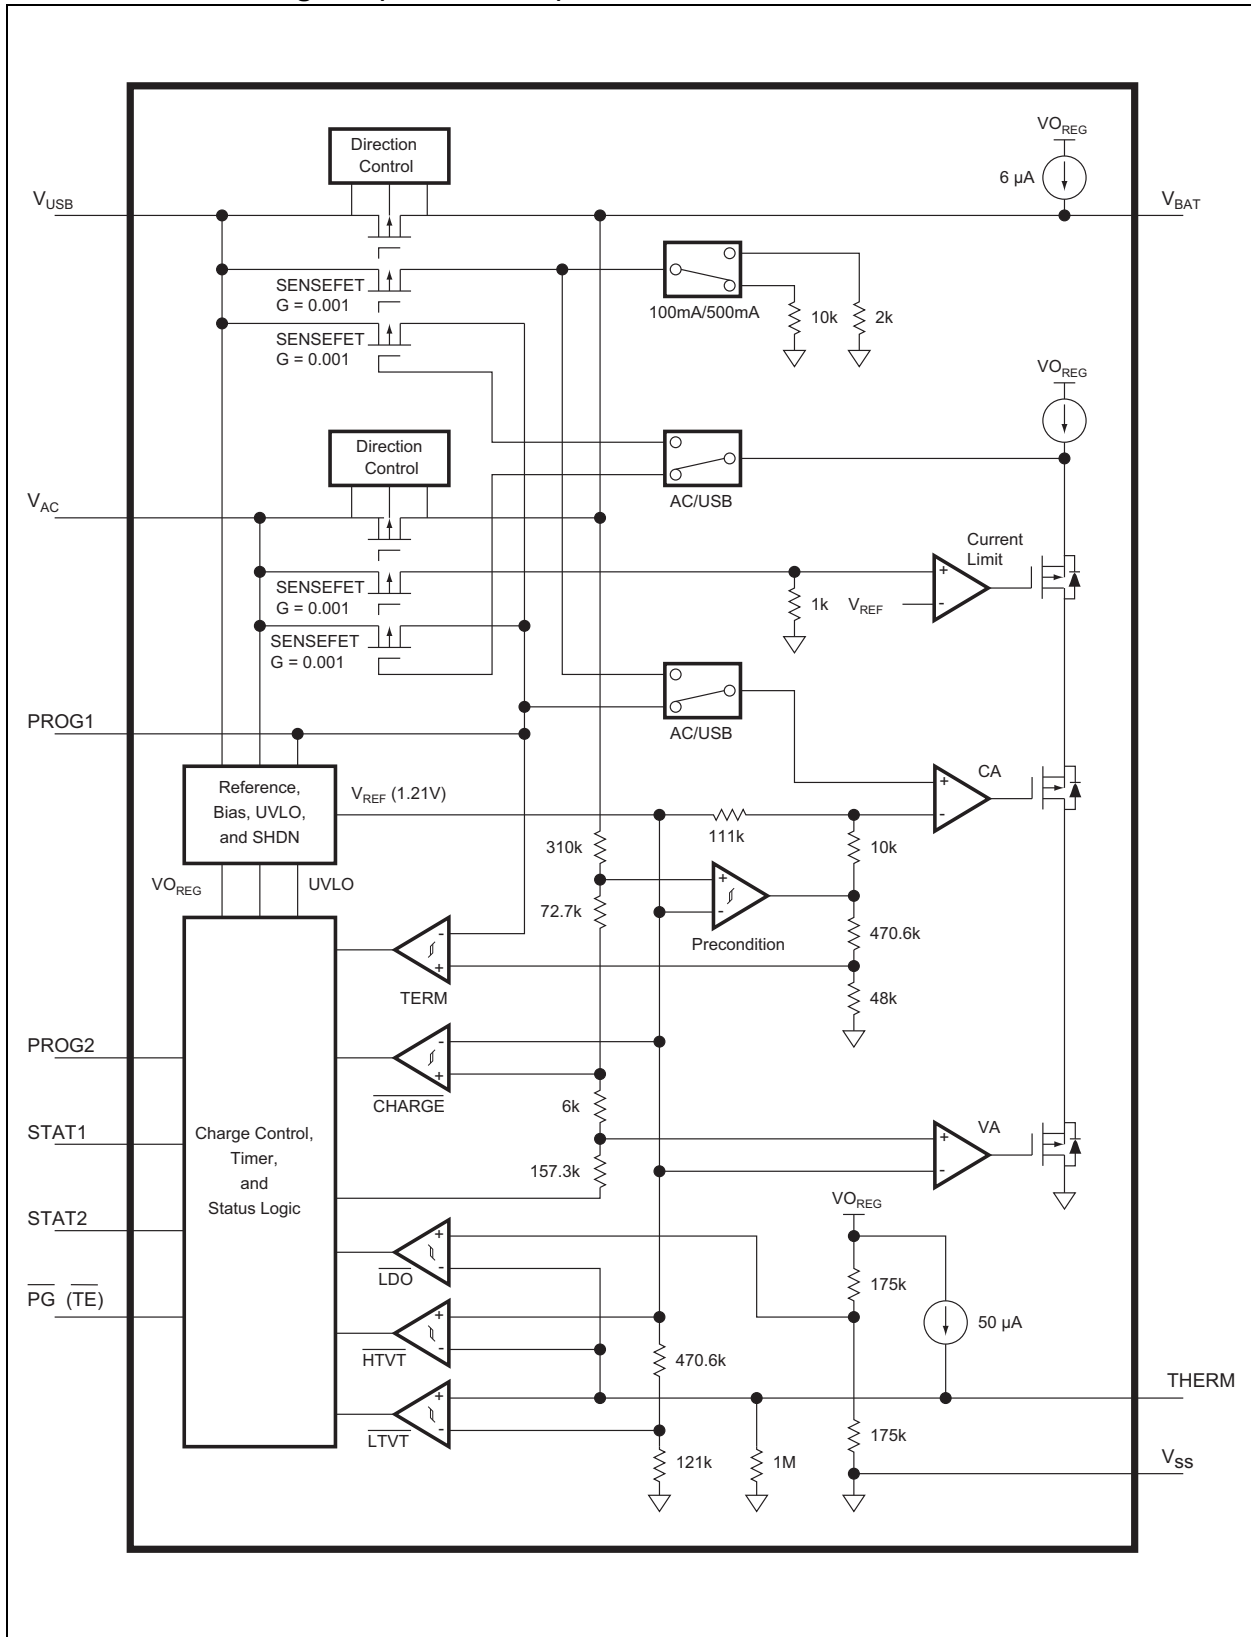 Direction
Control
VO_REG
6 µA
V_USB
V_BAT
SENSEFET
G = 0.001
100mA/500mA
10k
2k
SENSEFET
G = 0.001
VO_REG
Direction
Control
AC/USB
V_AC
Current
Limit
+
-
SENSEFET
G = 0.001
1k
V_REF
SENSEFET
G = 0.001
PROG1
AC/USB
Reference,
Bias, UVLO,
and SHDN
V_REF (1.21V)
CA
+
-
111k
10k
310k
VO_REG
UVLO
+
-
72.7k
Precondition
470.6k
-
+
TERM
48k
PROG2
-
+
CHARGE
6k
STAT1
Charge Control,
Timer,
and
Status Logic
VA
+
-
157.3k
VO_REG
STAT2
+
-
LDO
175k
PG (TE)
50 µA
+
-
HTVT
470.6k
THERM
+
-
LTVT
121k
1M
175k
V_SS